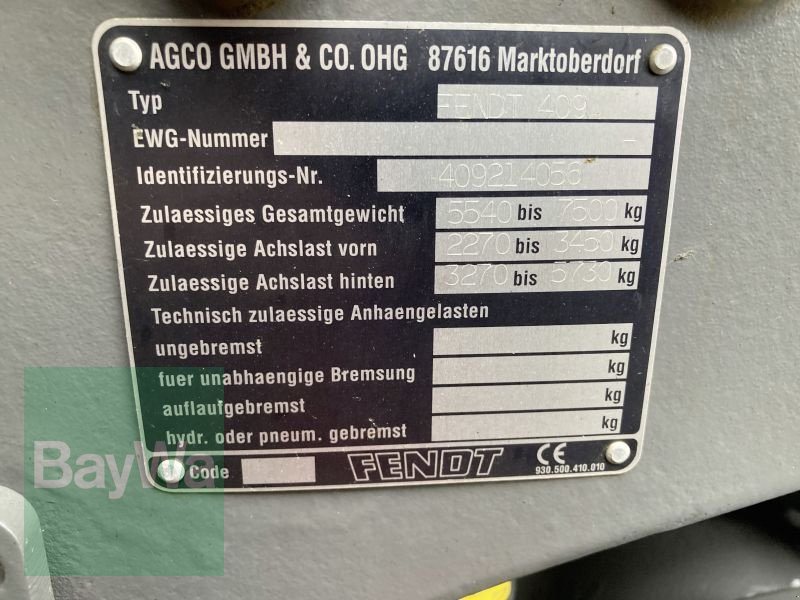 AGCO GMBH & CO. OHG 87616 Marktoberdorf
Typ FENDT 409
EWG-Nummer -
Identifizierungs-Nr. 409214056
Zulaessiges Gesamtgewicht 5540 bis 7500 kg
Zulaessige Achslast vorn 2270 bis 3450 kg
Zulaessige Achslast hinten 3270 bis 5730 kg
Technisch zulaessige Anhaengelasten
ungebremst kg
fuer unabhaengige Bremsung kg
auflaufgebremst kg
hydr. oder pneum. gebremst kg
Code FENDT CE
930.500.410.010
BayWa